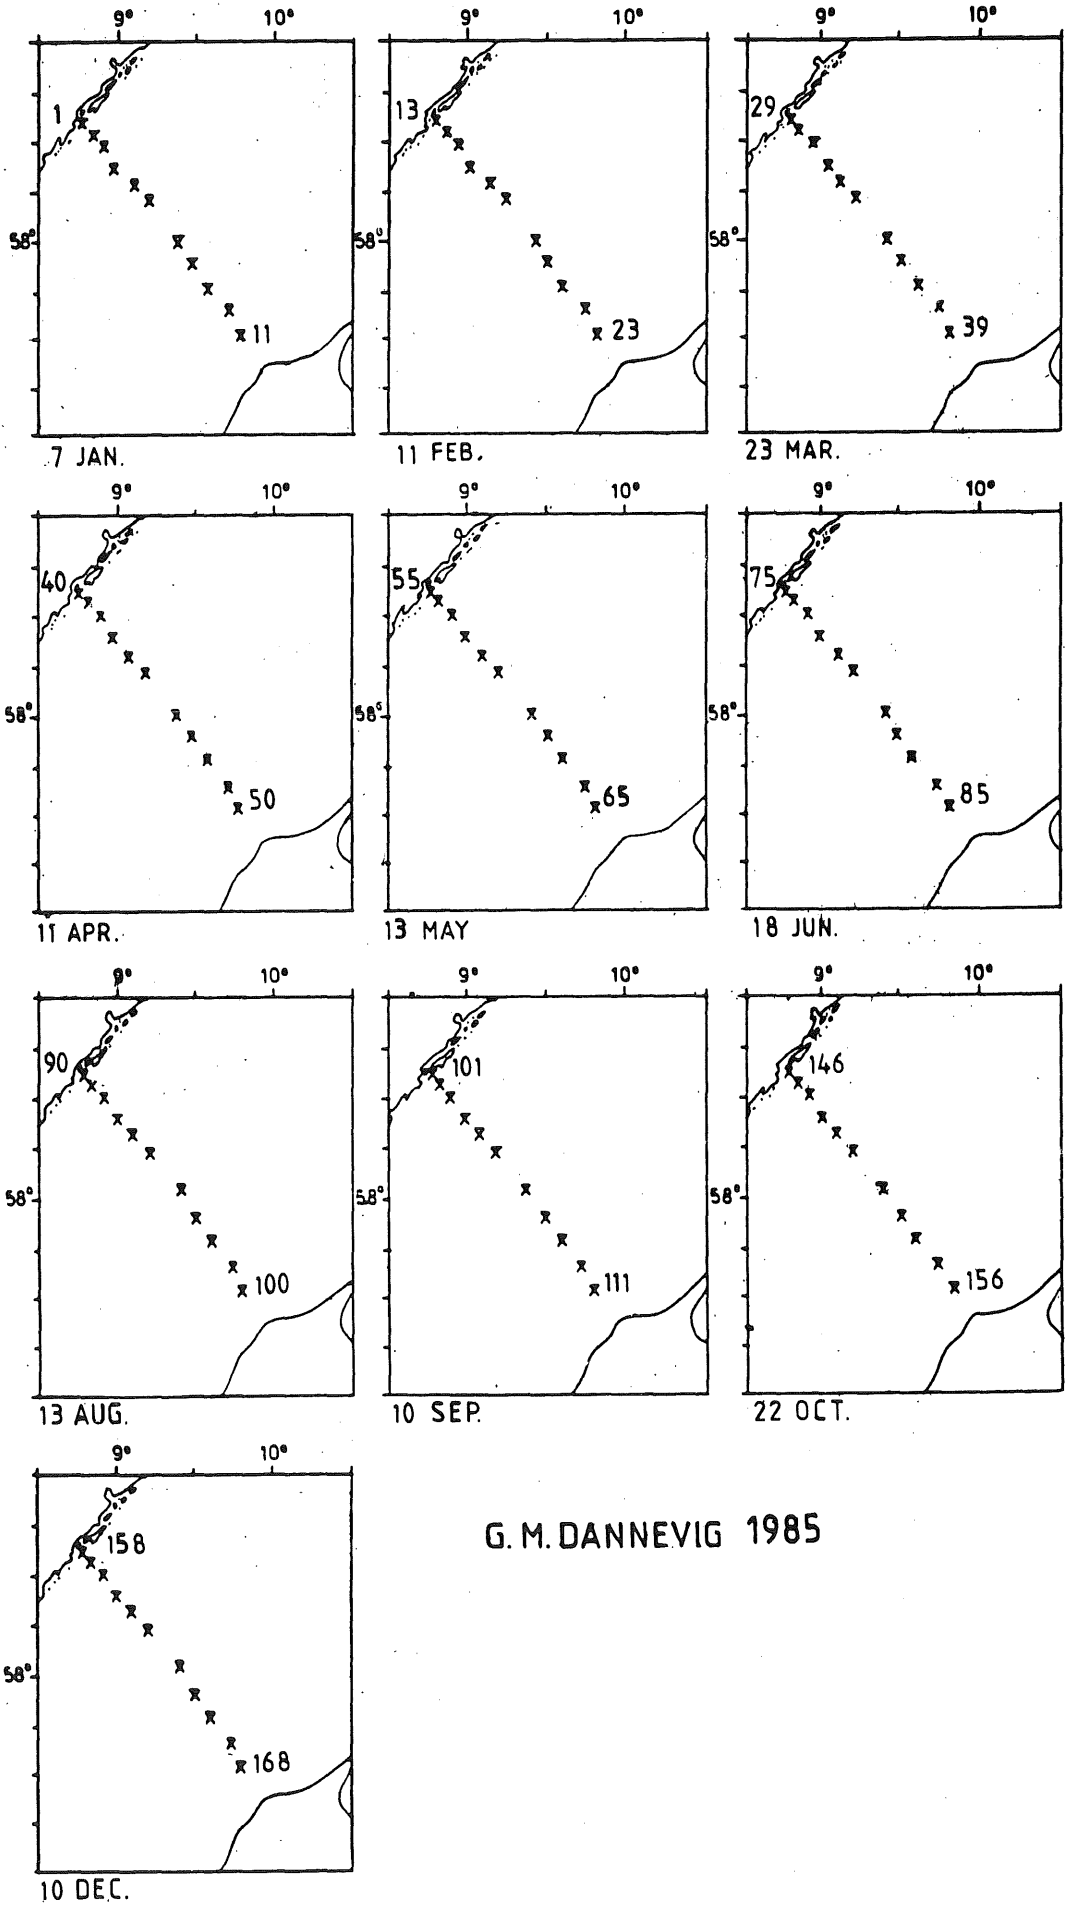 9° 10° 9° 10° 9° 10°
1 13 29
58° 58° 58°
11 23 39
7 JAN. 11 FEB. 23 MAR.
9° 10° 9° 10° 9° 10°
40 55 75
58° 58° 58°
50 65 85
11 APR. 13 MAY 18 JUN.
9° 10° 9° 10° 9° 10°
90 101 146
58° 58° 58°
100 111 156
13 AUG. 10 SEP. 22 OCT.
9° 10°
G. M. DANNEVIG 1985
158
58°
168
10 DEC.